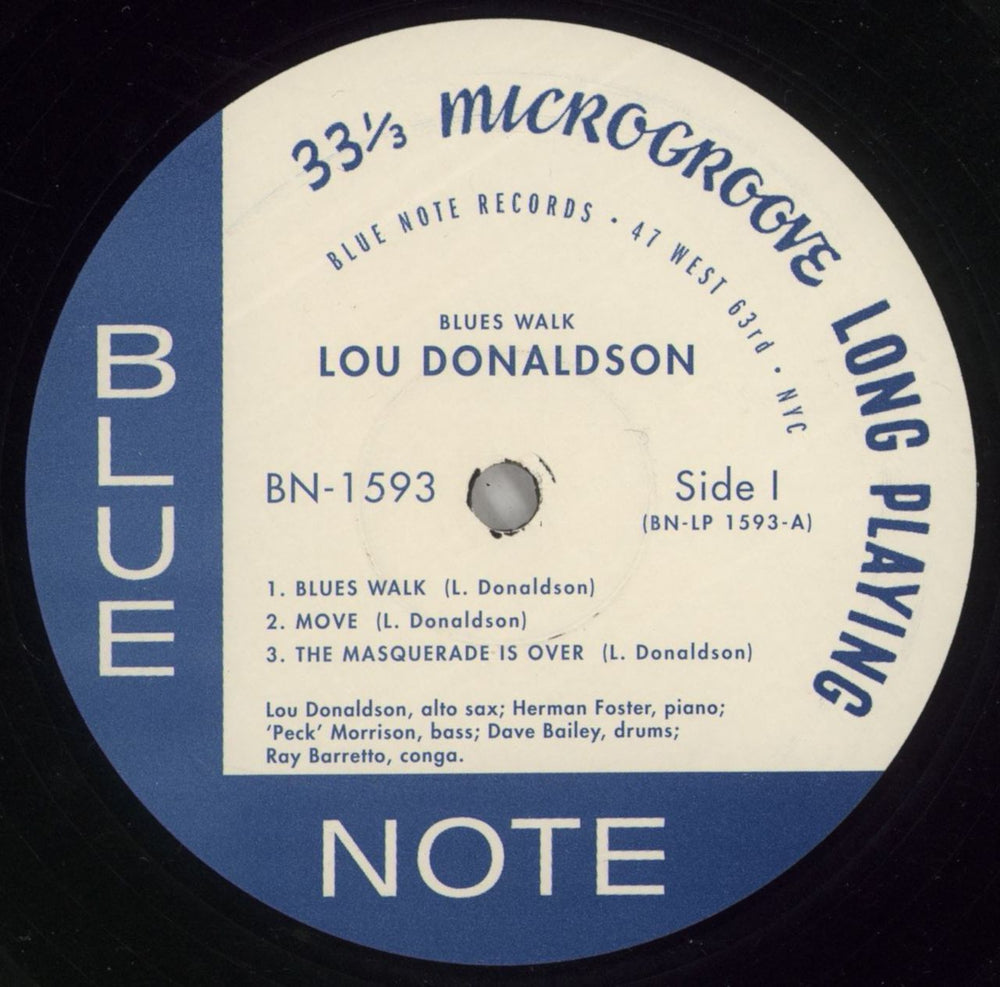 33⅓ MICROGROOVE LONG PLAYING
BLUE NOTE RECORDS · 47 WEST 63rd · NYC
BLUES WALK
LOU DONALDSON
BN-1593
Side I
(BN-LP 1593-A)
1. BLUES WALK (L. Donaldson)
2. MOVE (L. Donaldson)
3. THE MASQUERADE IS OVER (L. Donaldson)
Lou Donaldson, alto sax; Herman Foster, piano;
‘Peck’ Morrison, bass; Dave Bailey, drums;
Ray Barretto, conga.
BLUE
NOTE